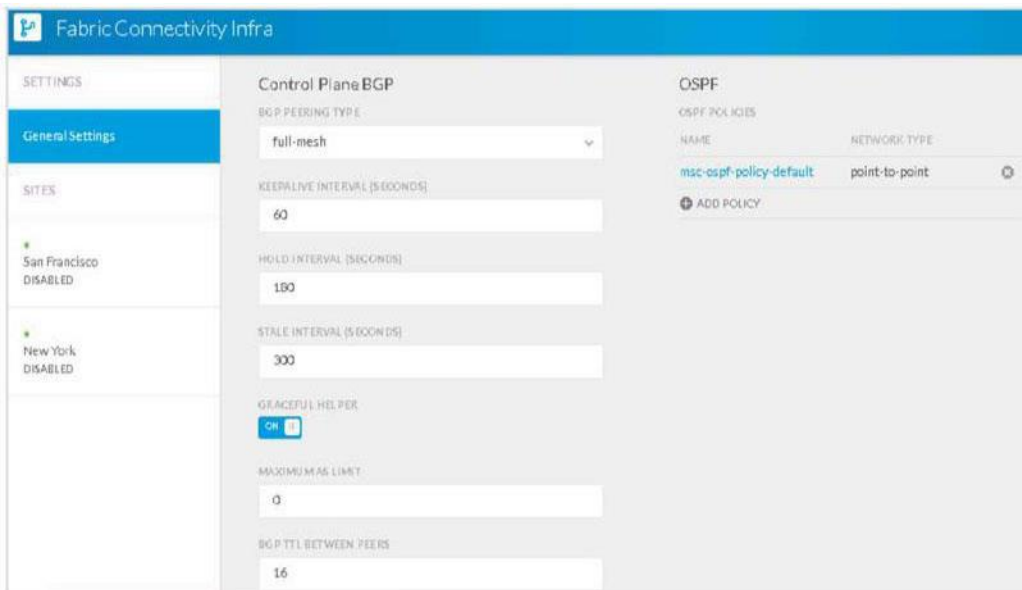 Fabric Connectivity Infra
SETTINGS
General Settings
SITES
San Francisco
DISABLED
New York
DISABLED
Control Plane BGP
BGP PEERING TYPE
full-mesh
KEEPALIVE INTERVAL (SECONDS)
60
HOLD INTERVAL (SECONDS)
180
STALE INTERVAL (SECONDS)
300
GRACEFUL HELPER
ON
MAXIMUM AS LIMIT
0
BGP TTL BETWEEN PEERS
16
OSPF
OSPF POLICIES
NAME NETWORK TYPE
msc-ospf-policy-default point-to-point
ADD POLICY